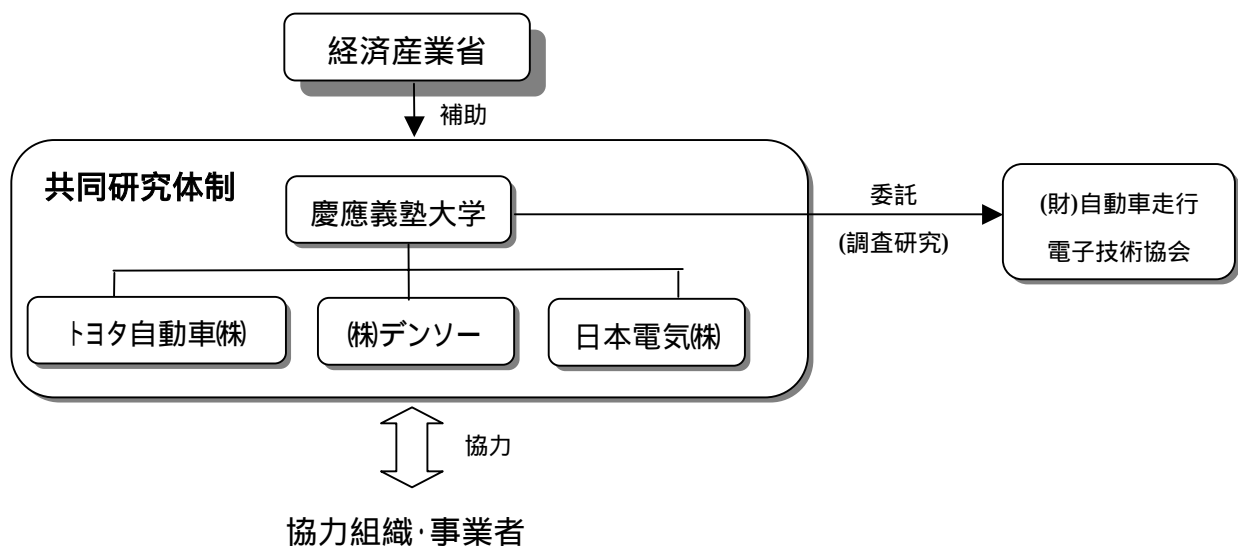 経済産業省
補助
共同研究体制
慶應義塾大学
委託
(調査研究)
(財)自動車走行
電子技術協会
トヨタ自動車㈱
㈱デンソー
日本電気㈱
協力
協力組織・事業者